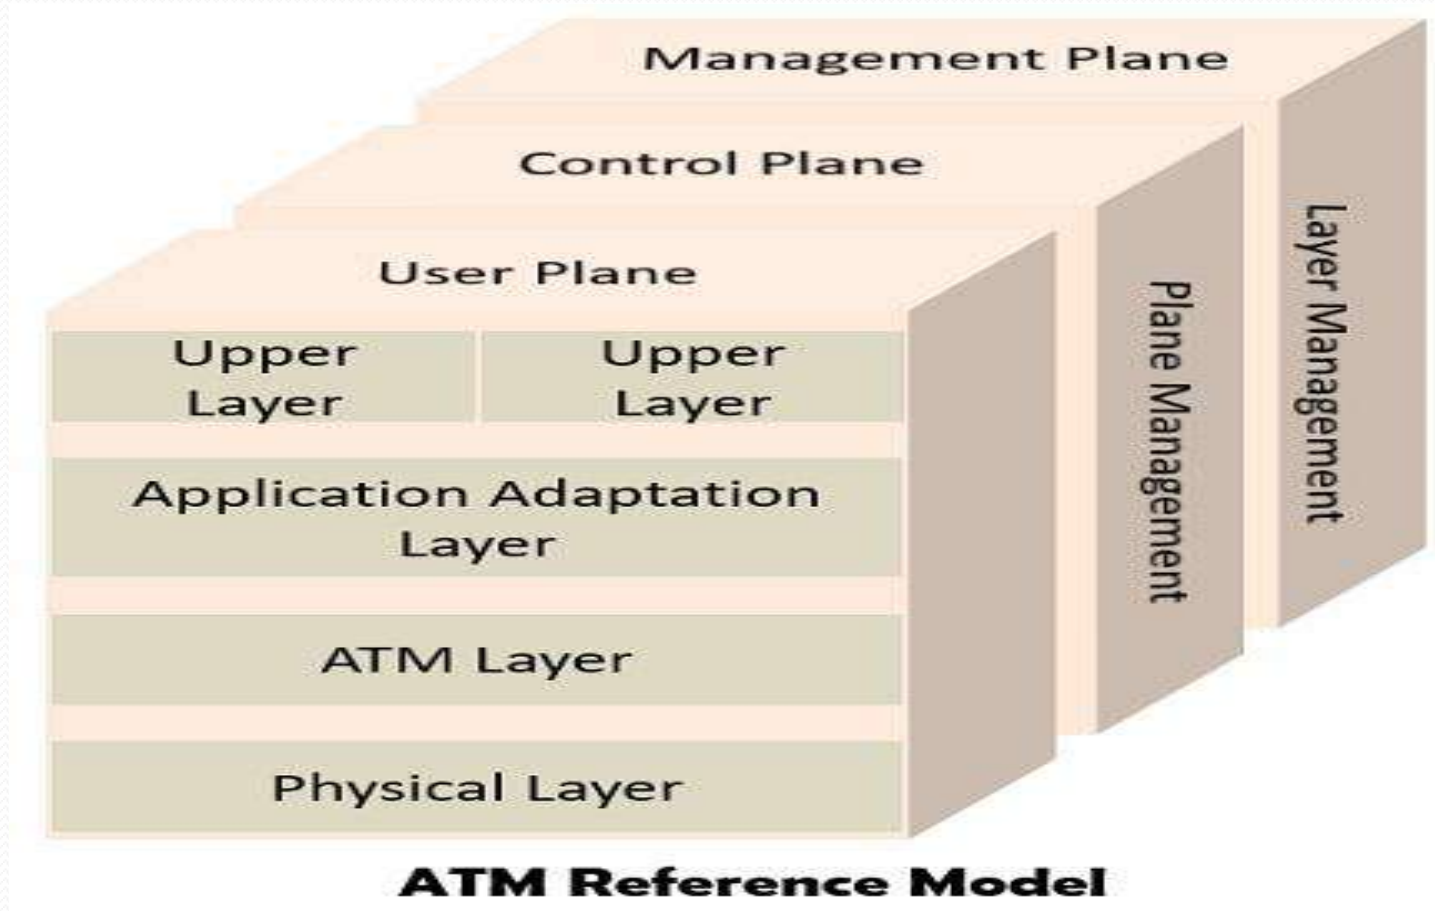 Management Plane
Control Plane
User Plane
Upper
Layer
Upper
Layer
Application Adaptation
Layer
ATM Layer
Physical Layer
Plane Management
Layer Management
ATM Reference Model